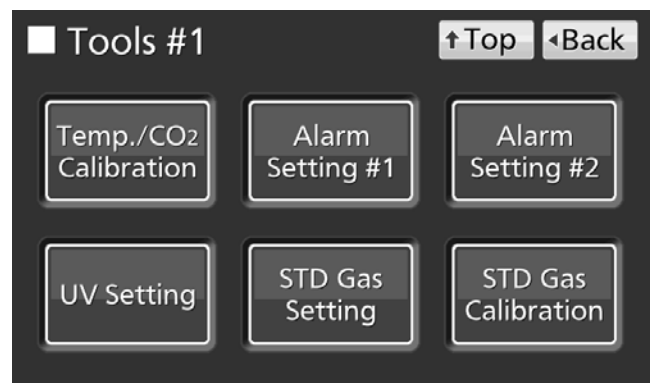 Tools #1
↑Top ◂Back
Temp./CO2
Calibration
Alarm
Setting #1
Alarm
Setting #2
UV Setting
STD Gas
Setting
STD Gas
Calibration